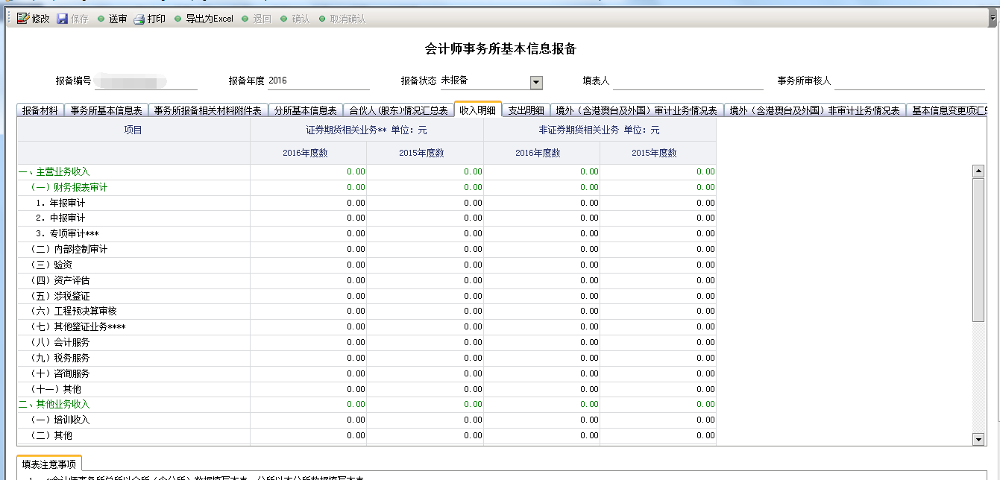 修改 保存 送审 打印 导出为Excel 退回 确认 取消确认
会计师事务所基本信息报备
报备编号 报备年度 2016 报备状态 未报备 填表人 事务所审核人
报备材料 事务所基本信息表 事务所报备相关材料附件表 分所基本信息表 合伙人(股东)情况汇总表 收入明细 支出明细 境外（含港澳台及外国）审计业务情况表 境外（含港澳台及外国）非审计业务情况表 基本信息变更项汇总
项目 证券期货相关业务** 单位：元 非证券期货相关业务 单位：元
2016年度数 2015年度数 2016年度数 2015年度数
一、主营业务收入 0.00 0.00 0.00 0.00
（一）财务报表审计 0.00 0.00 0.00 0.00
1. 年报审计 0.00 0.00 0.00 0.00
2. 中报审计 0.00 0.00 0.00 0.00
3. 专项审计*** 0.00 0.00 0.00 0.00
（二）内部控制审计 0.00 0.00 0.00 0.00
（三）验资 0.00 0.00 0.00 0.00
（四）资产评估 0.00 0.00 0.00 0.00
（五）涉税鉴证 0.00 0.00 0.00 0.00
（六）工程预决算审核 0.00 0.00 0.00 0.00
（七）其他鉴证业务**** 0.00 0.00 0.00 0.00
（八）会计服务 0.00 0.00 0.00 0.00
（九）税务服务 0.00 0.00 0.00 0.00
（十）咨询服务 0.00 0.00 0.00 0.00
（十一）其他 0.00 0.00 0.00 0.00
二、其他业务收入 0.00 0.00 0.00 0.00
（一）培训收入 0.00 0.00 0.00 0.00
（二）其他 0.00 0.00 0.00 0.00
填表注意事项